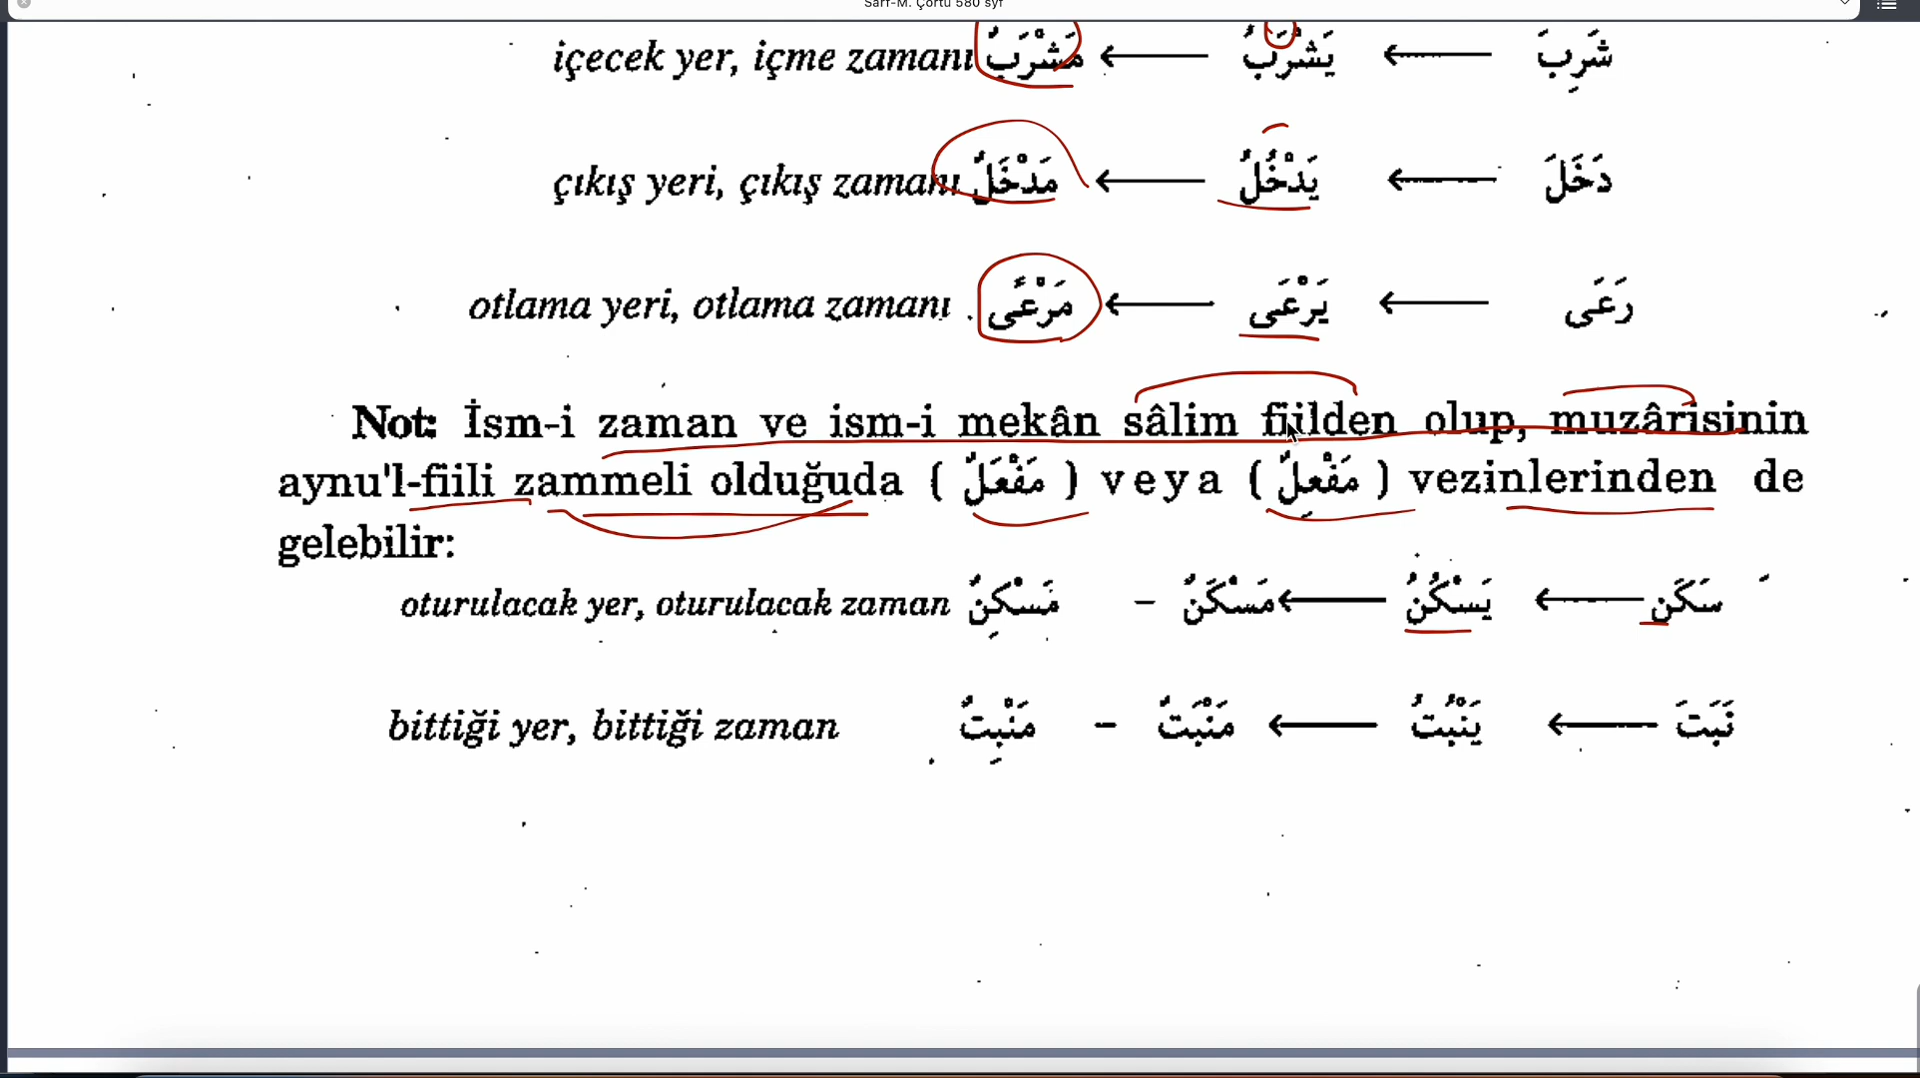 Sarf-M. Çörtü 580 syf
شَرِبَ ← يَشْرَبُ ← مَشْرَبٌ içecek yer, içme zamanı
دَخَلَ ← يَدْخُلُ ← مَدْخَلٌ çıkış yeri, çıkış zamanı
رَعَى ← يَرْعَى ← مَرْعًى otlama yeri, otlama zamanı
Not: İsm-i zaman ve ism-i mekân sâlim fiilden olup, muzârisinin
aynu'l-fiili zammeli olduğuda ( مَفْعَلٌ ) veya ( مَفْعِلٌ ) vezinlerinden de
gelebilir:
سَكَنَ ← يَسْكُنُ ← مَسْكَنٌ – مَسْكِنٌ oturulacak yer, oturulacak zaman
نَبَتَ ← يَنْبُتُ ← مَنْبَتٌ – مَنْبِتٌ bittiği yer, bittiği zaman